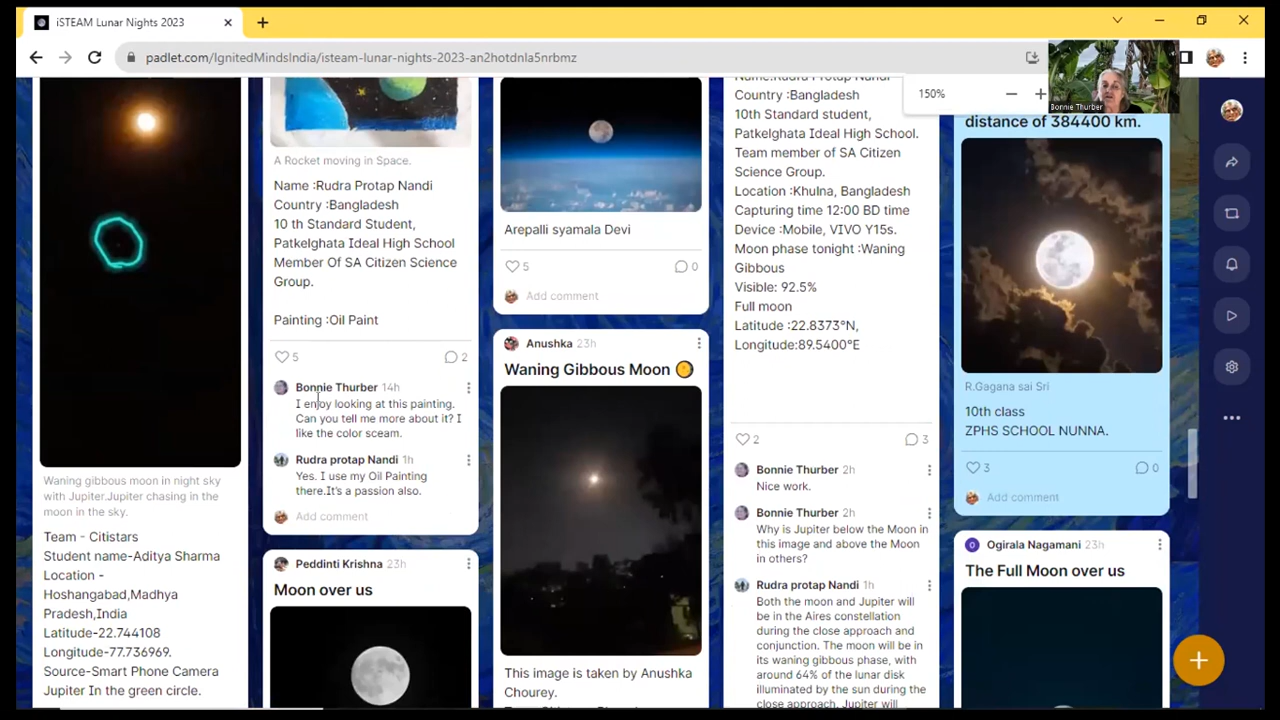 iSTEAM Lunar Nights 2023
padlet.com/IgnitedMindsIndia/isteam-lunar-nights-2023-an2hotdnla5nrbmz
150%
Bonnie Thurber
Waning gibbous moon in night sky
with Jupiter.Jupiter chasing in the
moon in the sky.
Team - Citistars
Student name-Aditya Sharma
Location -
Hoshangabad,Madhya
Pradesh,India
Latitude-22.744108
Longitude-77.736969.
Source-Smart Phone Camera
Jupiter In the green circle.
A Rocket moving in Space.
Name :Rudra Protap Nandi
Country :Bangladesh
10 th Standard Student,
Patkelghata Ideal High School
Member Of SA Citizen Science
Group.
Painting :Oil Paint
5
2
Bonnie Thurber 14h
I enjoy looking at this painting.
Can you tell me more about it? I
like the color sceam.
Rudra protap Nandi 1h
Yes. I use my Oil Painting
there.It's a passion also.
Add comment
Peddinti Krishna 23h
Moon over us
Arepalli syamala Devi
5
0
Add comment
Anushka 23h
Waning Gibbous Moon
This image is taken by Anushka
Chourey.
Name:Rudra Protap Nandi
Country :Bangladesh
10th Standard student,
Patkelghata Ideal High School.
Team member of SA Citizen
Science Group.
Location :Khulna, Bangladesh
Capturing time 12:00 BD time
Device :Mobile, VIVO Y15s.
Moon phase tonight :Waning
Gibbous
Visible: 92.5%
Full moon
Latitude :22.8373°N,
Longitude:89.5400°E
2
3
Bonnie Thurber 2h
Nice work.
Bonnie Thurber 2h
Why is Jupiter below the Moon in
this image and above the Moon
in others?
Rudra protap Nandi 1h
Both the moon and Jupiter will
be in the Aires constellation
during the close approach and
conjunction. The moon will be in
its waning gibbous phase, with
around 64% of the lunar disk
illuminated by the sun during the
close approach. Jupiter will
distance of 384400 km.
R.Gagana sai Sri
10th class
ZPHS SCHOOL NUNNA.
3
0
Add comment
O
Ogirala Nagamani 23h
The Full Moon over us